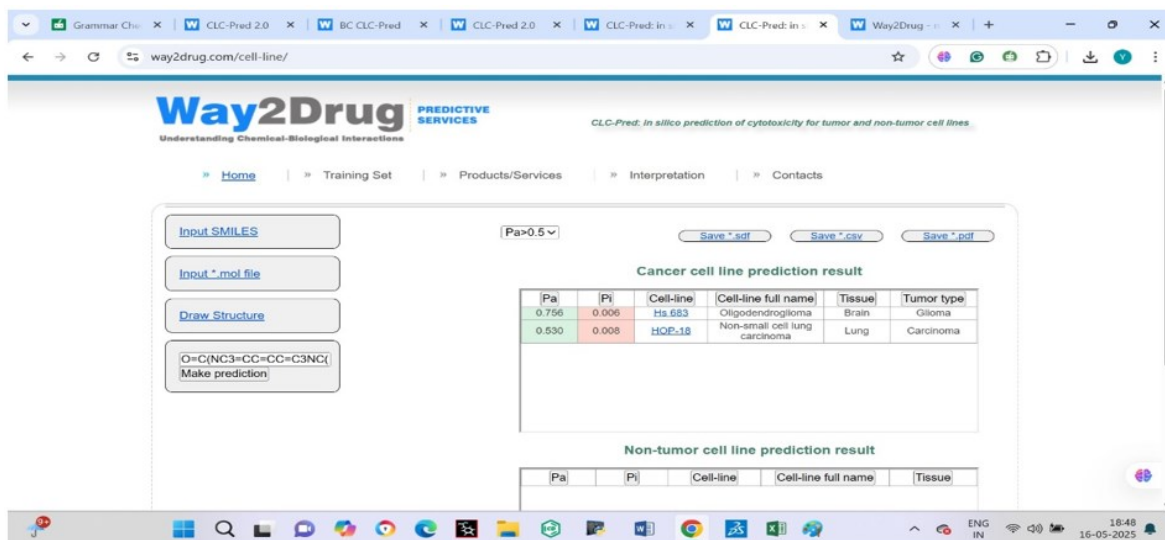 Grammar Che
CLC-Pred 2.0
BC CLC-Pred
CLC-Pred 2.0
CLC-Pred: in s
CLC-Pred: in s
Way2Drug - 
way2drug.com/cell-line/
Y
Way2Drug PREDICTIVE SERVICES
Understanding Chemical-Biological Interactions
CLC-Pred: In silico prediction of cytotoxicity for tumor and non-tumor cell lines
» Home | » Training Set | » Products/Services | » Interpretation | » Contacts
Input SMILES
Input *.mol file
Draw Structure
O=C(NC3=CC=CC=C3NC(
Make prediction
Pa>0.5
Save *.sdf
Save *.csv
Save *.pdf
Cancer cell line prediction result
Pa Pi Cell-line Cell-line full name Tissue Tumor type
0.756 0.006 Hs 683 Oligodendroglioma Brain Glioma
0.530 0.008 HOP-18 Non-small cell lung carcinoma Lung Carcinoma
Non-tumor cell line prediction result
Pa Pi Cell-line Cell-line full name Tissue
9+
ENG
IN
18:48
16-05-2025